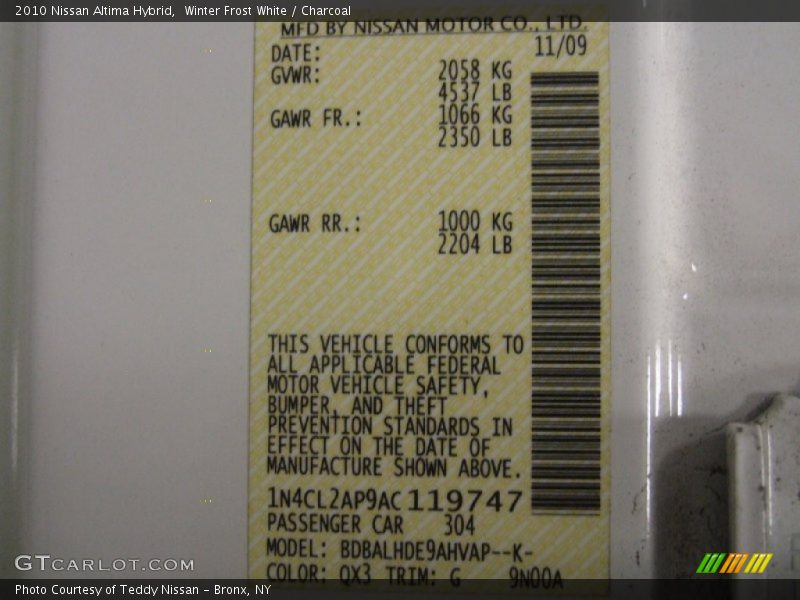 2010 Nissan Altima Hybrid,  Winter Frost White / Charcoal
MFD BY NISSAN MOTOR CO., LTD.
DATE: 11/09
GVWR: 2058 KG
4537 LB
GAWR FR.: 1066 KG
2350 LB
GAWR RR.: 1000 KG
2204 LB
THIS VEHICLE CONFORMS TO
ALL APPLICABLE FEDERAL
MOTOR VEHICLE SAFETY,
BUMPER, AND THEFT
PREVENTION STANDARDS IN
EFFECT ON THE DATE OF
MANUFACTURE SHOWN ABOVE.
1N4CL2AP9AC119747
PASSENGER CAR 304
MODEL: BDBALHDE9AHVAP--K-
COLOR: QX3 TRIM: G 9N00A
GTCARLOT.COM
Photo Courtesy of Teddy Nissan - Bronx, NY